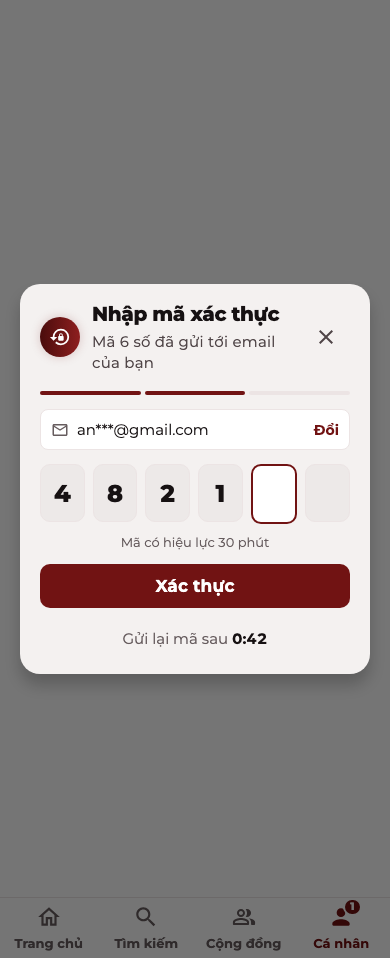 Nhập mã xác thực
Mã 6 số đã gửi tới email
của bạn
an***@gmail.com
Đổi
4 8 2 1
Mã có hiệu lực 30 phút
Xác thực
Gửi lại mã sau 0:42
1
Trang chủ Tìm kiếm Cộng đồng Cá nhân